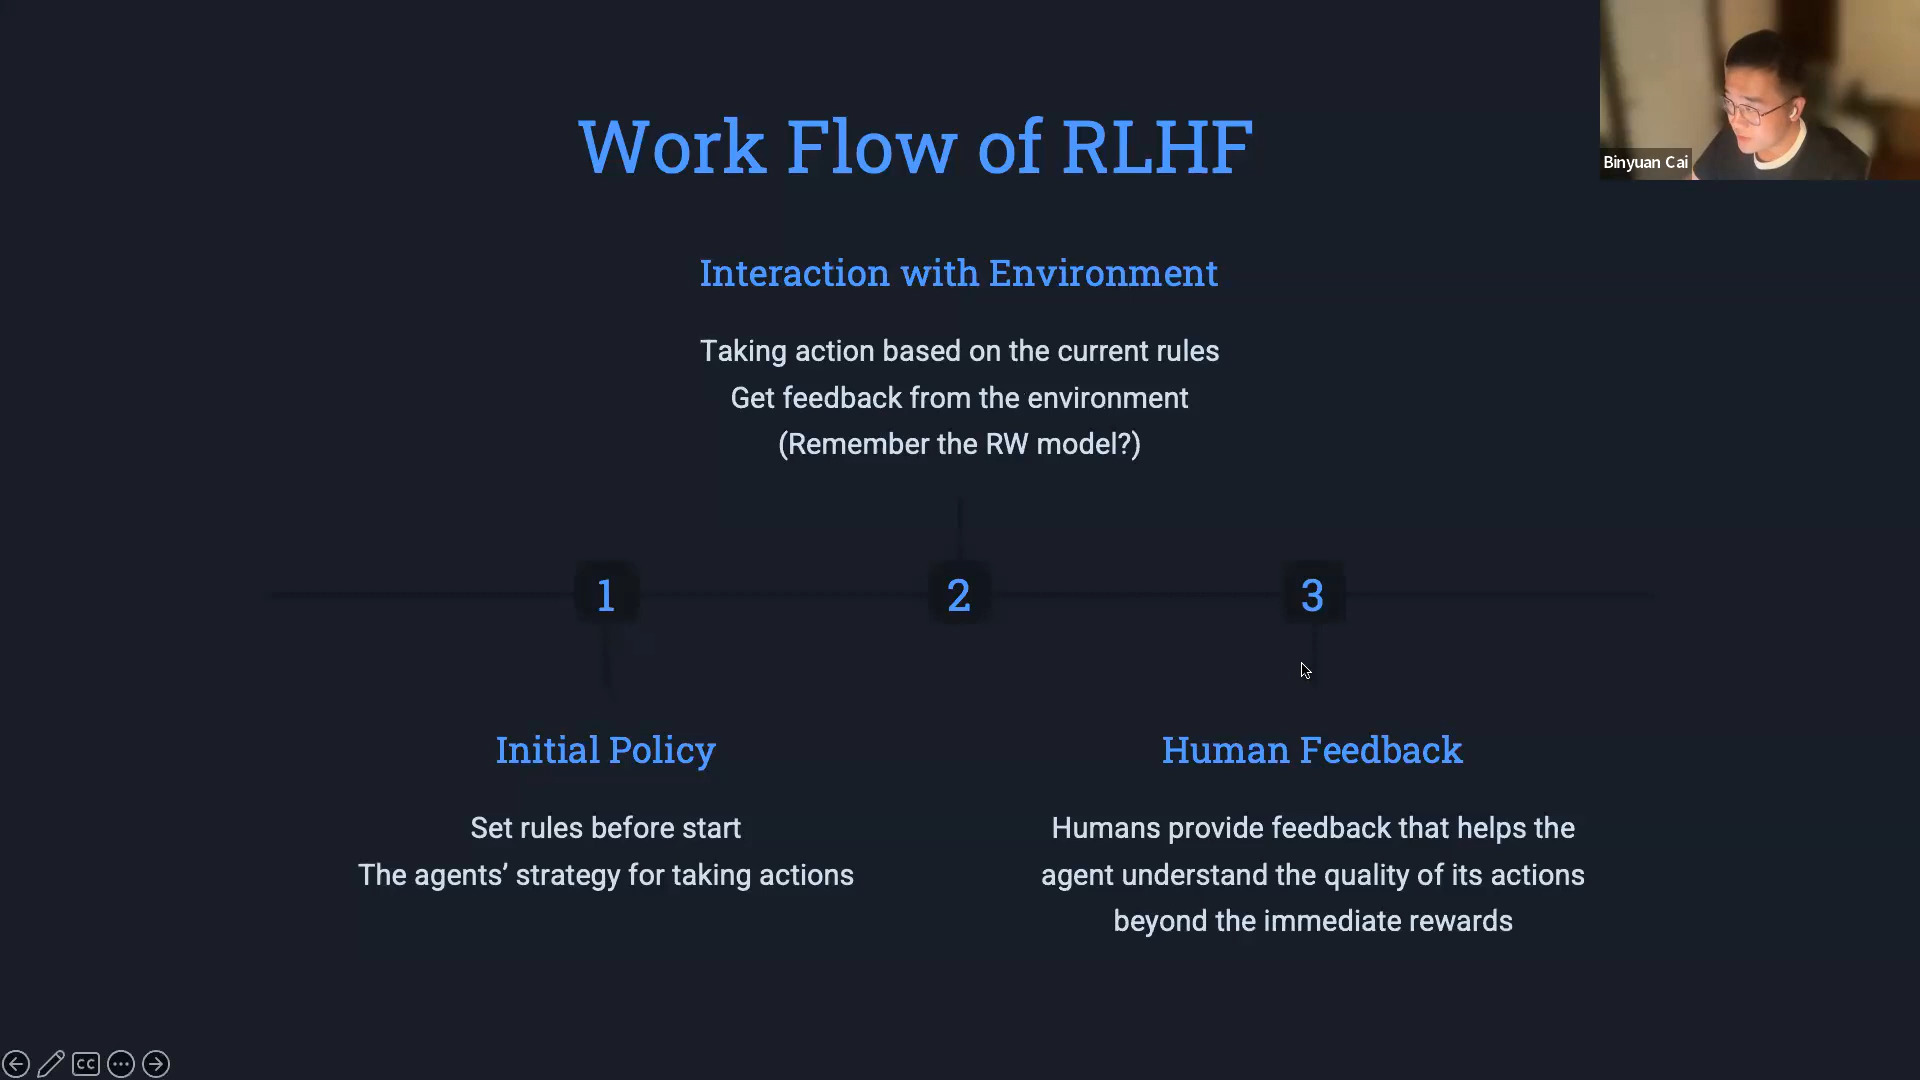 Work Flow of RLHF
Binyuan Cai
Interaction with Environment
Taking action based on the current rules
Get feedback from the environment
(Remember the RW model?)
1
2
3
Initial Policy
Set rules before start
The agents’ strategy for taking actions
Human Feedback
Humans provide feedback that helps the
agent understand the quality of its actions
beyond the immediate rewards
CC